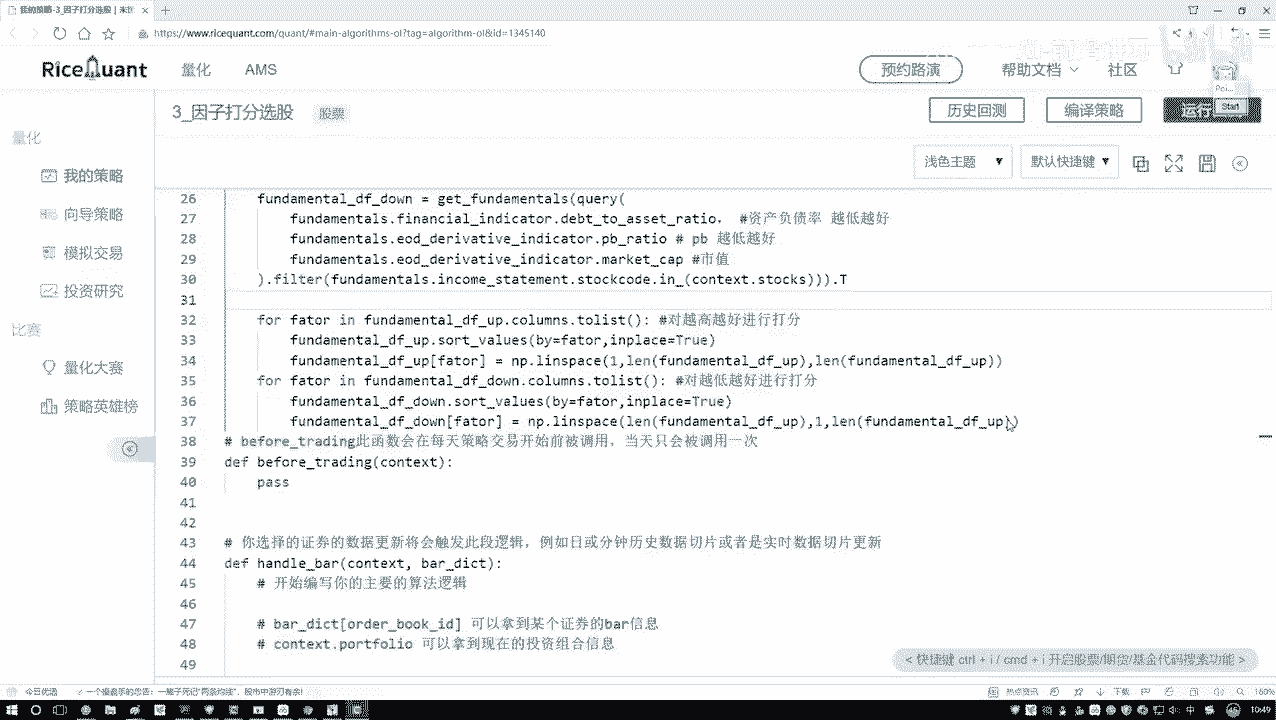 我的策略-3_因子打分选股 | 米
https://www.ricequant.com/quant/#main-algorithms-ol?tag=algorithm-ol&id=1345140
RiceQuant 量化 AMS 预约路演 帮助文档 社区
Poi...
Start
3_因子打分选股 股票 历史回测 编译策略
量化
浅色主题 默认快捷键
我的策略
向导策略
模拟交易
投资研究
比赛
量化大赛
策略英雄榜
26 fundamental_df_down = get_fundamentals(query(
27 fundamentals.financial_indicator.debt_to_asset_ratio, #资产负债率 越低越好
28 fundamentals.eod_derivative_indicator.pb_ratio # pb 越低越好
29 fundamentals.eod_derivative_indicator.market_cap #市值
30 ).filter(fundamentals.income_statement.stockcode.in_(context.stocks))).T
31
32 for fator in fundamental_df_up.columns.tolist(): #对越高越好进行打分
33 fundamental_df_up.sort_values(by=fator,inplace=True)
34 fundamental_df_up[fator] = np.linspace(1,len(fundamental_df_up),len(fundamental_df_up))
35 for fator in fundamental_df_down.columns.tolist(): #对越低越好进行打分
36 fundamental_df_down.sort_values(by=fator,inplace=True)
37 fundamental_df_down[fator] = np.linspace(len(fundamental_df_up),1,len(fundamental_df_up))
38 # before_trading此函数会在每天策略交易开始前被调用，当天只会被调用一次
39 def before_trading(context):
40 pass
41
42
43 # 你选择的证券的数据更新将会触发此段逻辑，例如日或分钟历史数据切片或者是实时数据切片更新
44 def handle_bar(context, bar_dict):
45 # 开始编写你的主要的算法逻辑
46
47 # bar_dict[order_book_id] 可以拿到某个证券的bar信息
48 # context.portfolio 可以拿到现在的投资组合信息
49
< 快捷键 ctrl + i / cmd + i 开启股票/期货/基金代码搜索功能 >
今日优选 热点资讯 下载 160%
中 10:49